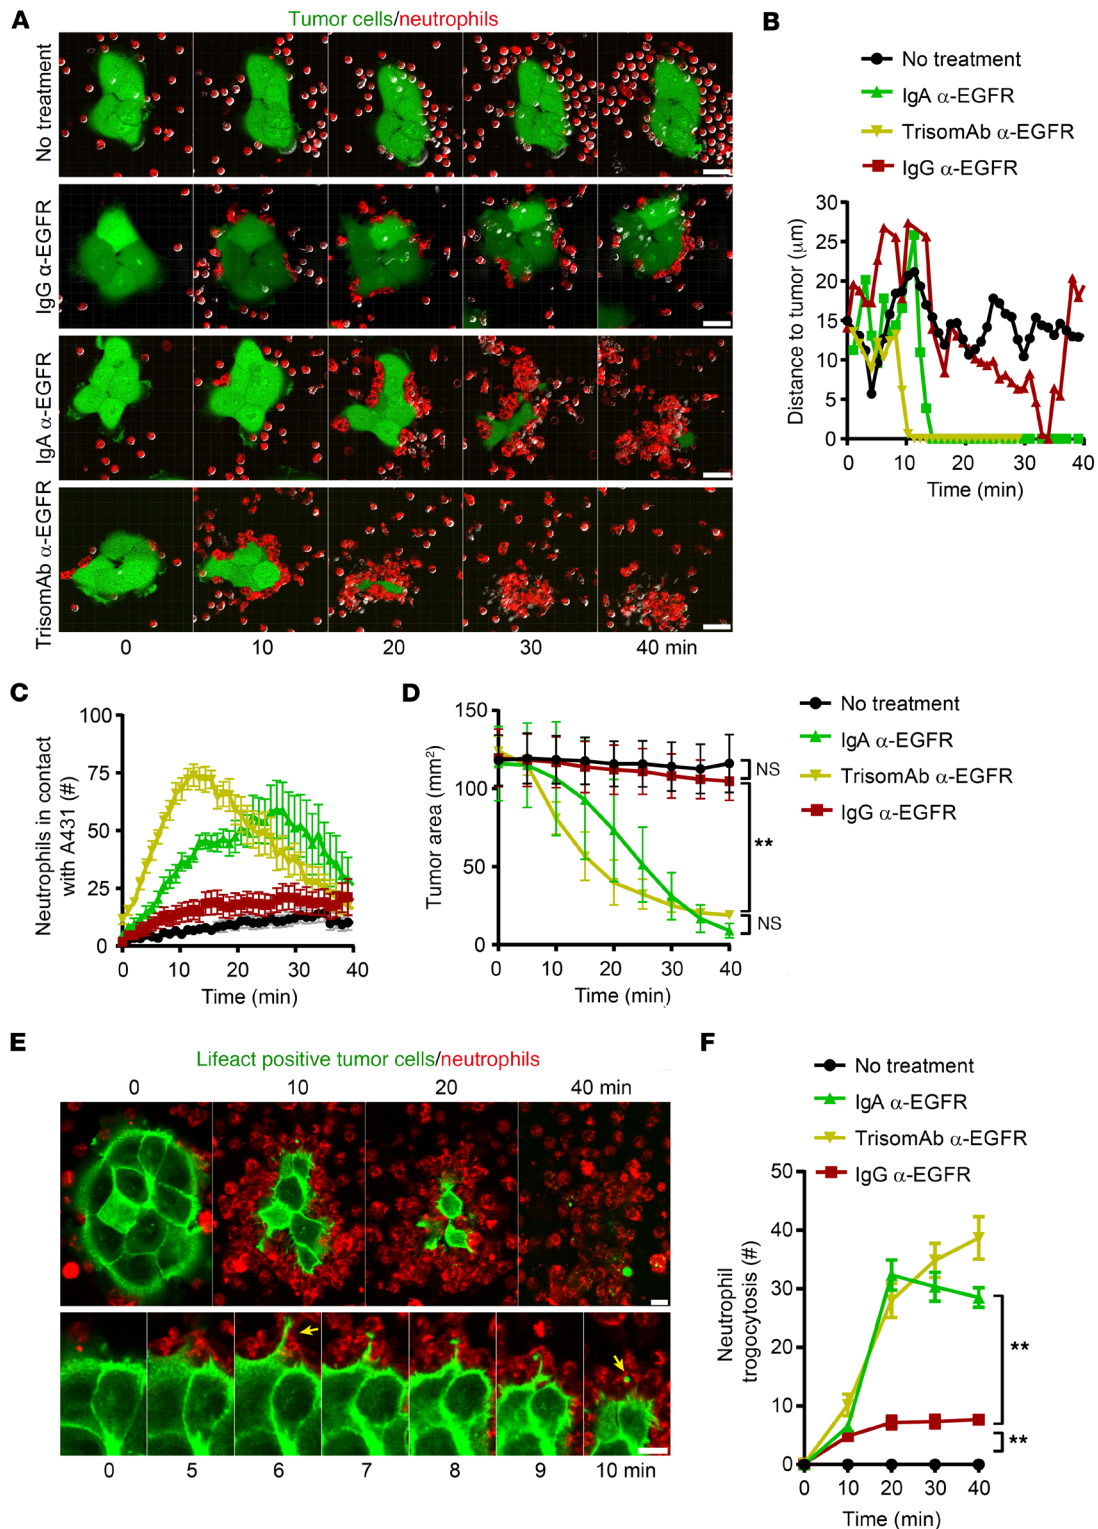 A
Tumor cells/neutrophils
No treatment
IgG α-EGFR
IgA α-EGFR
TrisomAb α-EGFR
0 10 20 30 40 min
B
No treatment
IgA α-EGFR
TrisomAb α-EGFR
IgG α-EGFR
Distance to tumor (μm)
30
25
20
15
10
5
0
0 10 20 30 40
Time (min)
C
Neutrophils in contact
with A431 (#)
100
75
50
25
0
0 10 20 30 40
Time (min)
D
Tumor area (mm²)
150
100
50
0
0 10 20 30 40
Time (min)
NS
**
NS
No treatment
IgA α-EGFR
TrisomAb α-EGFR
IgG α-EGFR
E
Lifeact positive tumor cells/neutrophils
0 10 20 40 min
0 5 6 7 8 9 10 min
F
No treatment
IgA α-EGFR
TrisomAb α-EGFR
IgG α-EGFR
Neutrophil
trogocytosis (#)
50
40
30
20
10
0
0 10 20 30 40
Time (min)
**
**